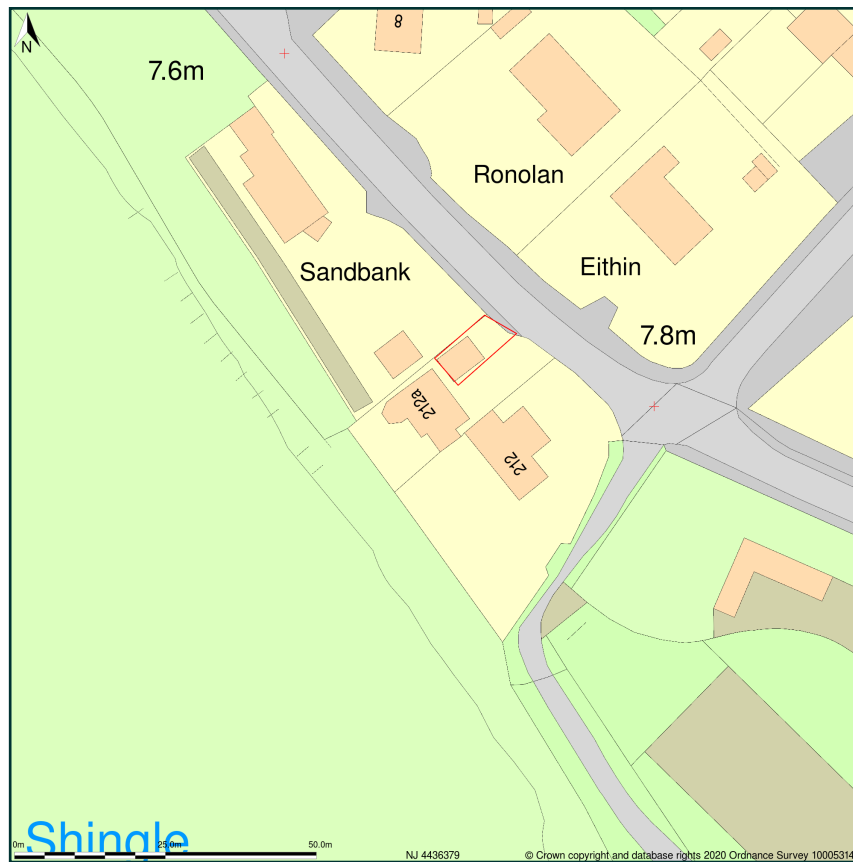 N
8
7.6m
Ronolan
Eithin
Sandbank
7.8m
212a
212
Shingle
0m
25.0m
50.0m
NJ 4436379
© Crown copyright and database rights 2020 Ordnance Survey 10005314